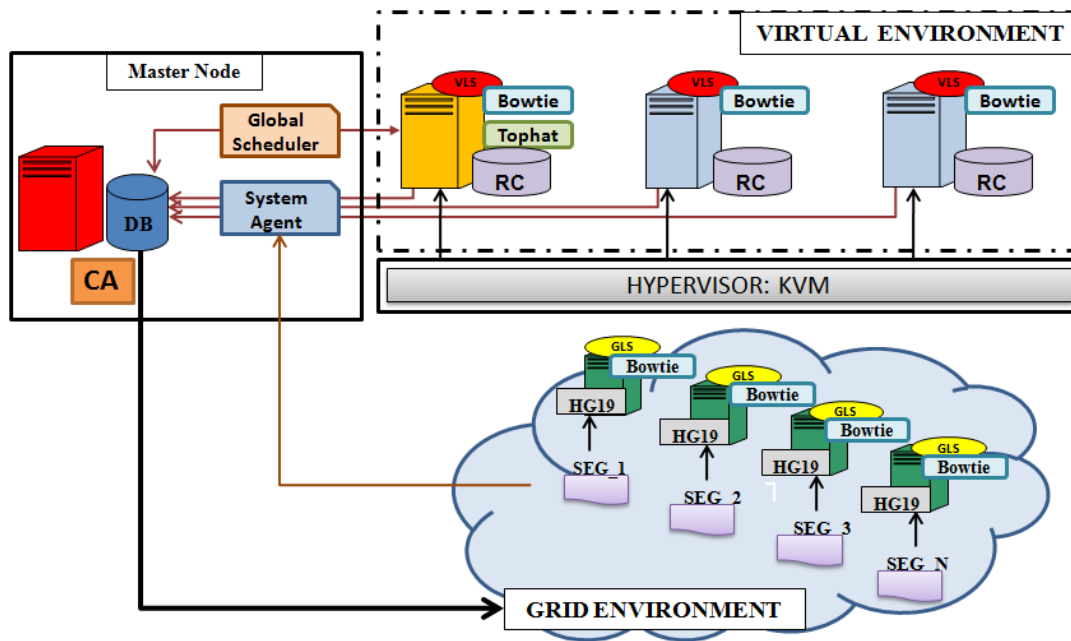 VIRTUAL ENVIRONMENT
Master Node
Global
Scheduler
DB
System
Agent
CA
VLS
Bowtie
Tophat
RC
VLS
Bowtie
RC
VLS
Bowtie
RC
HYPERVISOR: KVM
GLS
Bowtie
HG19
SEG_1
GLS
Bowtie
HG19
SEG_2
GLS
Bowtie
HG19
SEG_3
GLS
Bowtie
HG19
SEG_N
GRID ENVIRONMENT